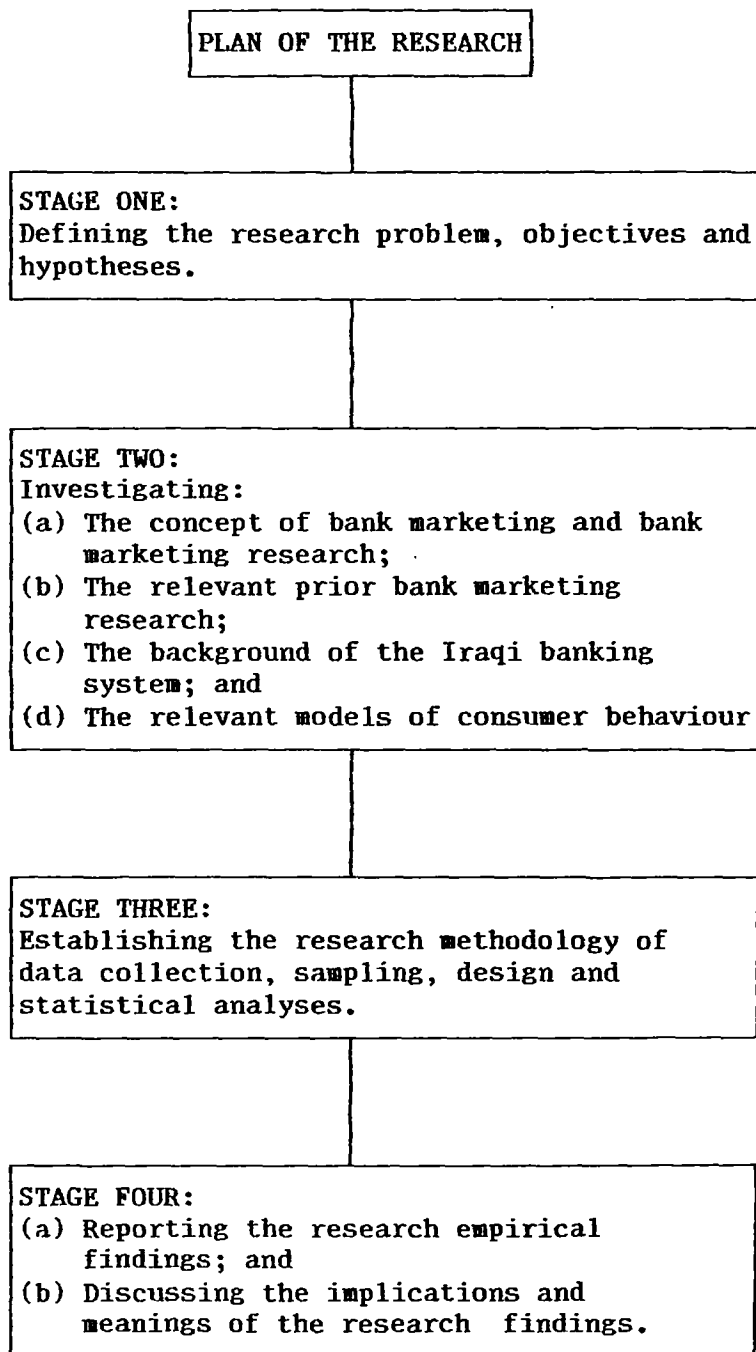 PLAN OF THE RESEARCH
STAGE ONE:
Defining the research problem, objectives and
hypotheses.
STAGE TWO:
Investigating:
(a) The concept of bank marketing and bank
marketing research;
(b) The relevant prior bank marketing
research;
(c) The background of the Iraqi banking
system; and
(d) The relevant models of consumer behaviour
STAGE THREE:
Establishing the research methodology of
data collection, sampling, design and
statistical analyses.
STAGE FOUR:
(a) Reporting the research empirical
findings; and
(b) Discussing the implications and
meanings of the research findings.